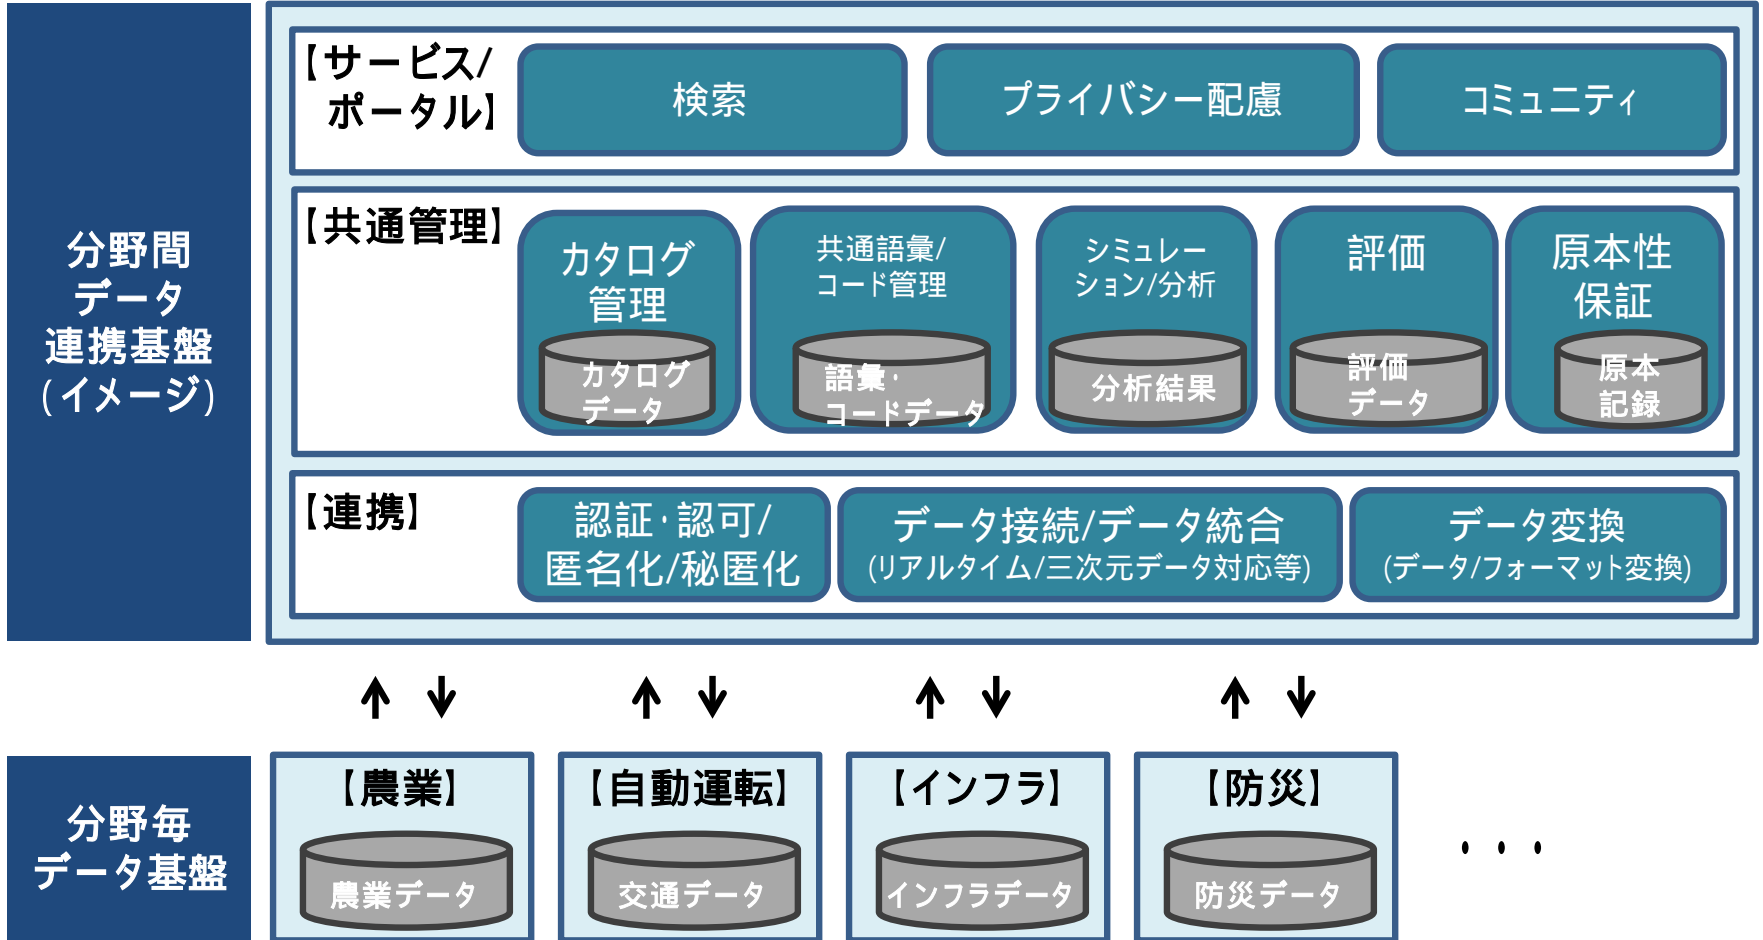 分野間
データ
連携基盤
(イメージ)
【サービス/
ポータル】
検索
プライバシー配慮
コミュニティ
【共通管理】
カタログ
管理
カタログ
データ
共通語彙/
コード管理
語彙・
コードデータ
シミュレー
ション/分析
分析結果
評価
評価
データ
原本性
保証
原本
記録
【連携】
認証・認可/
匿名化/秘匿化
データ接続/データ統合
(リアルタイム/三次元データ対応等)
データ変換
(データ/フォーマット変換)
分野毎
データ基盤
【農業】
農業データ
【自動運転】
交通データ
【インフラ】
インフラデータ
【防災】
防災データ
・・・